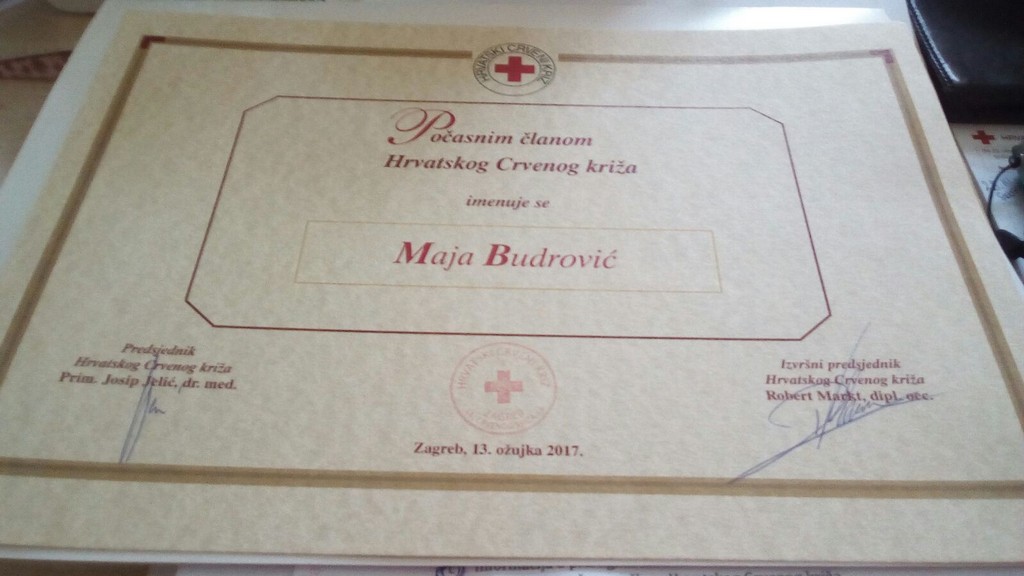 HRVATSKI CRVENI KRIŽ
Počasnim članom
Hrvatskog Crvenog križa
imenuje se
Maja Budrović
Predsjednik
Hrvatskog Crvenog križa
Prim. Josip Jelić, dr. med.
Izvršni predsjednik
Hrvatskog Crvenog križa
Robert Markt, dipl. oec.
ZAGREB
Zagreb, 13. ožujka 2017.